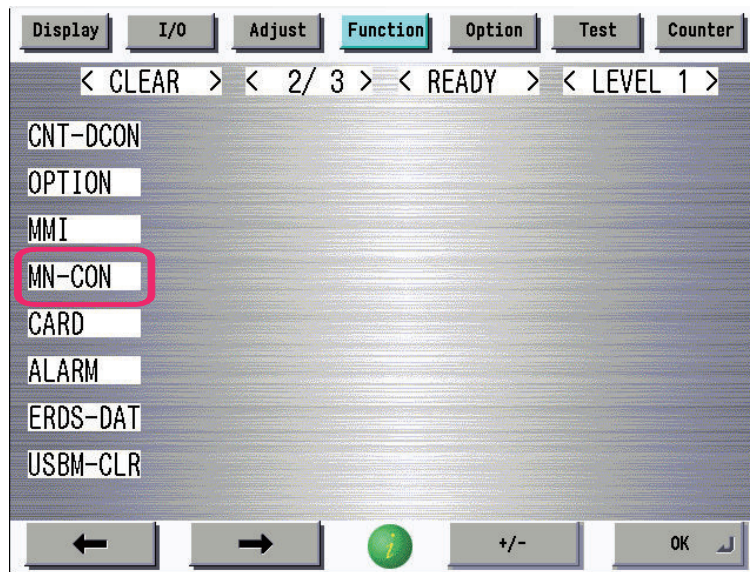 Display I/O Adjust Function Option Test Counter
< CLEAR > < 2/ 3 > < READY > < LEVEL 1 >
CNT-DCON
OPTION
MMI
MN-CON
CARD
ALARM
ERDS-DAT
USBM-CLR
← → i +/- OK